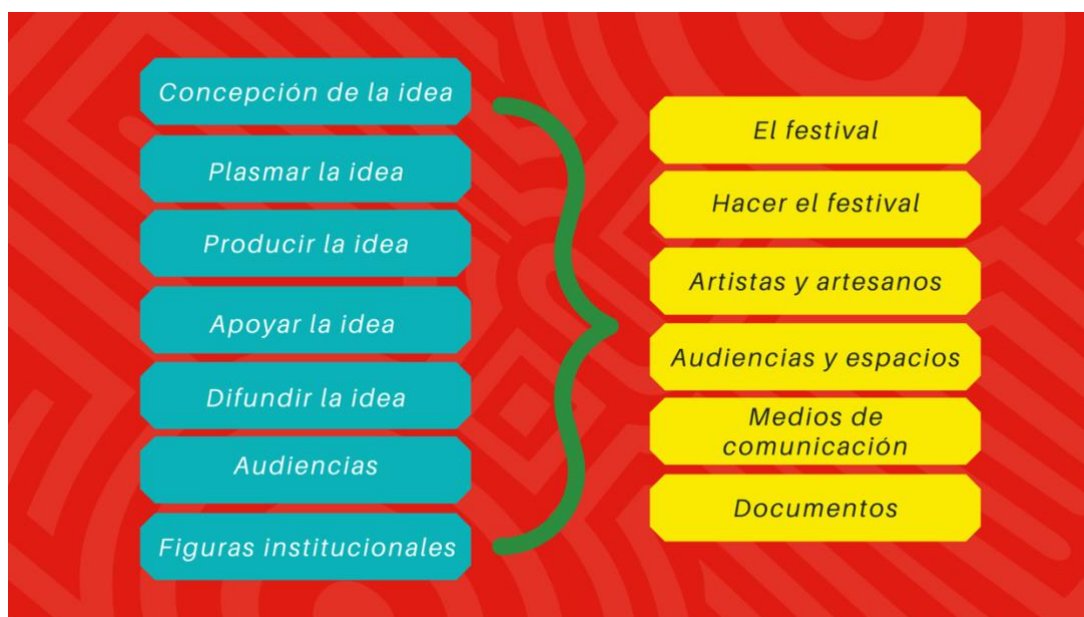 Concepción de la idea
Plasmar la idea
Producir la idea
Apoyar la idea
Difundir la idea
Audiencias
Figuras institucionales
El festival
Hacer el festival
Artistas y artesanos
Audiencias y espacios
Medios de
comunicación
Documentos